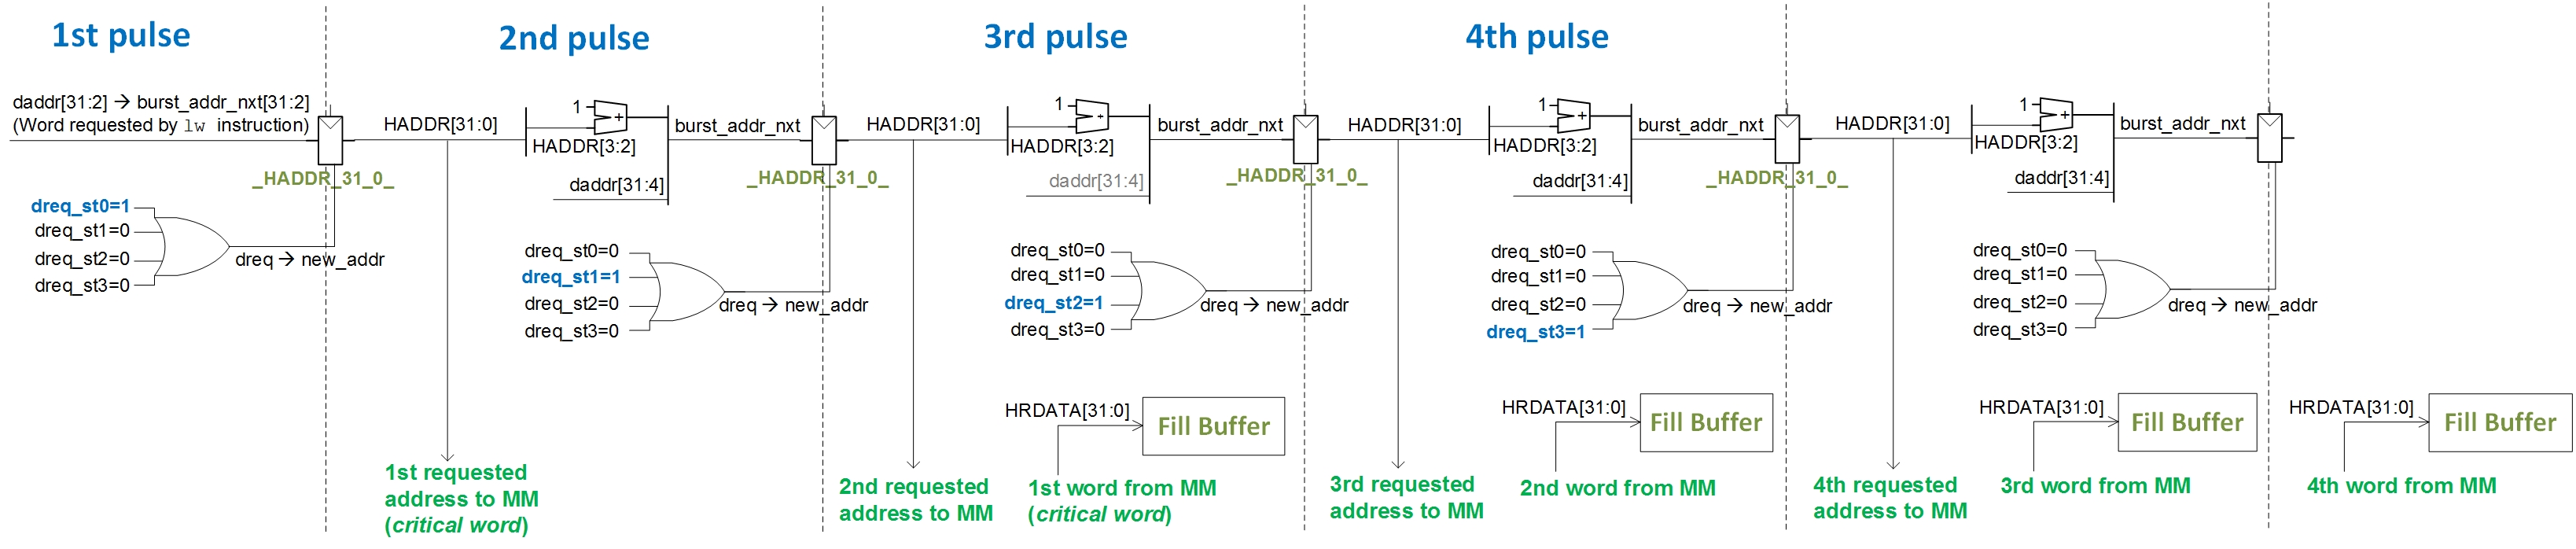 1st pulse
daddr[31:2] → burst_addr_nxt[31:2]
(Word requested by lw instruction)
_HADDR_31_0_
dreq_st0=1
dreq_st1=0
dreq_st2=0
dreq_st3=0
dreq → new_addr
2nd pulse
HADDR[31:0]
1
+
HADDR[3:2]
burst_addr_nxt
daddr[31:4]
_HADDR_31_0_
dreq_st0=0
dreq_st1=1
dreq_st2=0
dreq_st3=0
dreq → new_addr
1st requested
address to MM
(critical word)
3rd pulse
HADDR[31:0]
1
+
HADDR[3:2]
burst_addr_nxt
daddr[31:4]
_HADDR_31_0_
dreq_st0=0
dreq_st1=0
dreq_st2=1
dreq_st3=0
dreq → new_addr
HRDATA[31:0]
Fill Buffer
2nd requested
address to MM
1st word from MM
(critical word)
4th pulse
HADDR[31:0]
1
+
HADDR[3:2]
burst_addr_nxt
daddr[31:4]
_HADDR_31_0_
dreq_st0=0
dreq_st1=0
dreq_st2=0
dreq_st3=1
dreq → new_addr
HRDATA[31:0]
Fill Buffer
3rd requested
address to MM
2nd word from MM
HADDR[31:0]
1
+
HADDR[3:2]
burst_addr_nxt
daddr[31:4]
dreq_st0=0
dreq_st1=0
dreq_st2=0
dreq_st3=0
dreq → new_addr
HRDATA[31:0]
Fill Buffer
4th requested
address to MM
3rd word from MM
HRDATA[31:0]
Fill Buffer
4th word from MM